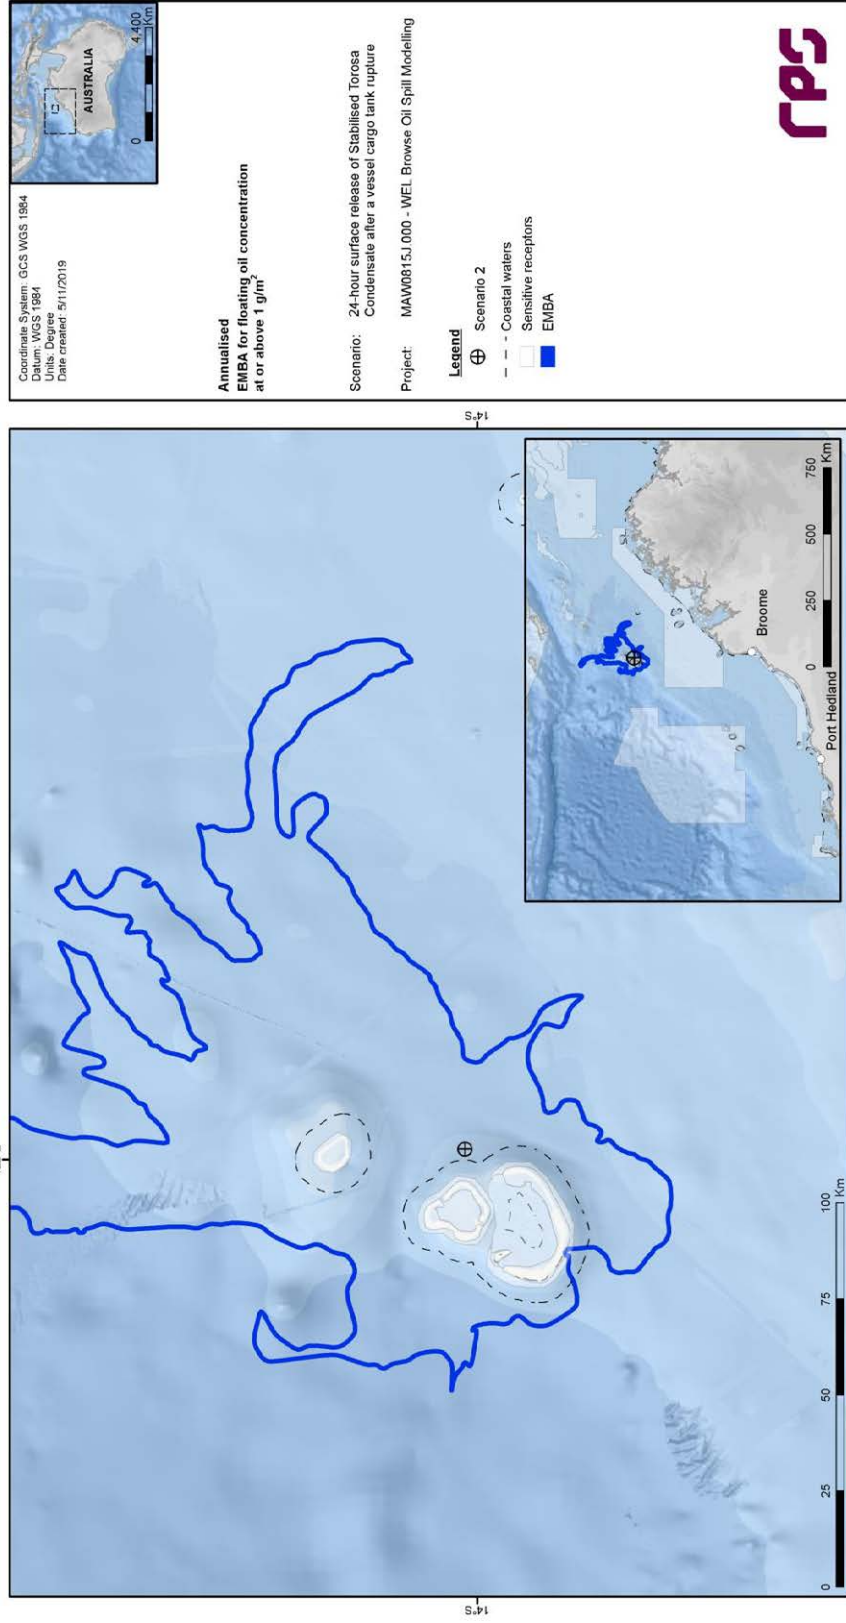 Coordinate System: GCS WGS 1984
Datum: WGS 1984
Units: Degree
Date created: 5/11/2019
AUSTRALIA
0
4,400
Km
Annualised
EMBA for floating oil concentration
at or above 1 g/m²
Scenario: 24-hour surface release of Stabilised Torosa
Condensate after a vessel cargo tank rupture
Project: MAW0815J.000 - WEL Browse Oil Spill Modelling
Legend
Scenario 2
Coastal waters
Sensitive receptors
EMBA
rps
14°S
14°S
0 25 50 75 100
Km
Port Hedland
Broome
0 250 500 750
Km